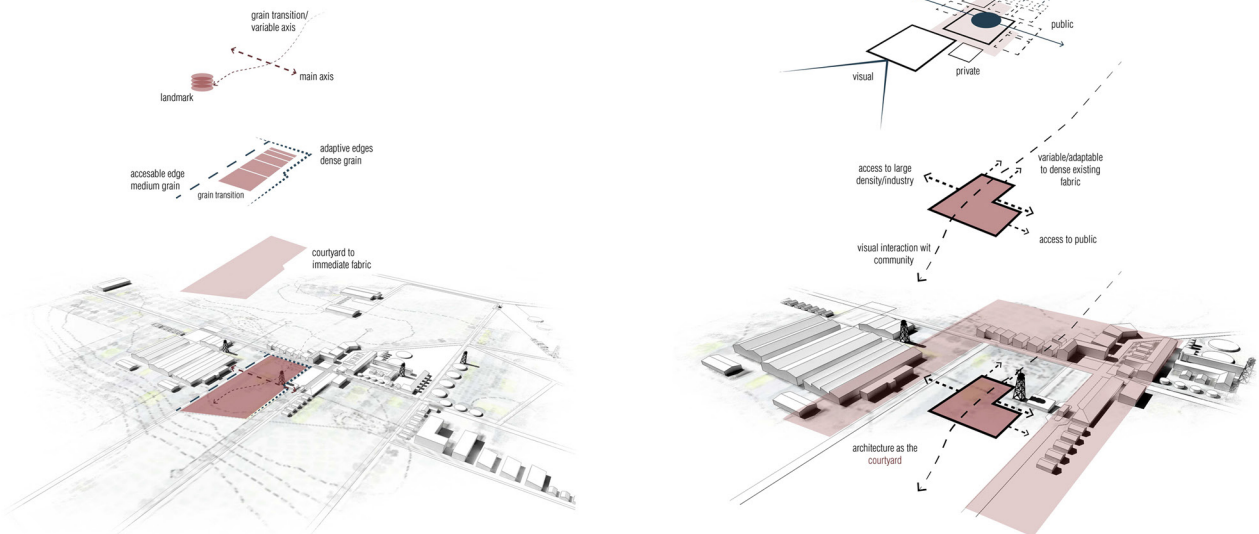 grain transition/
variable axis
main axis
landmark
adaptive edges
dense grain
accesable edge
medium grain
grain transition
courtyard to
immediate fabric
public
visual
private
access to large
density/industry
variable/adaptable
to dense existing
fabric
access to public
visual interaction wit
community
architecture as the
courtyard